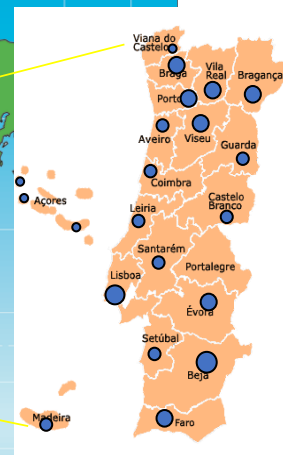 Viana do
Castelo
Braga
Vila
Real
Bragança
Porto
Aveiro
Viseu
Guarda
Coimbra
Açores
Castelo
Branco
Leiria
Santarém
Lisboa
Portalegre
Évora
Setúbal
Beja
Madeira
Faro